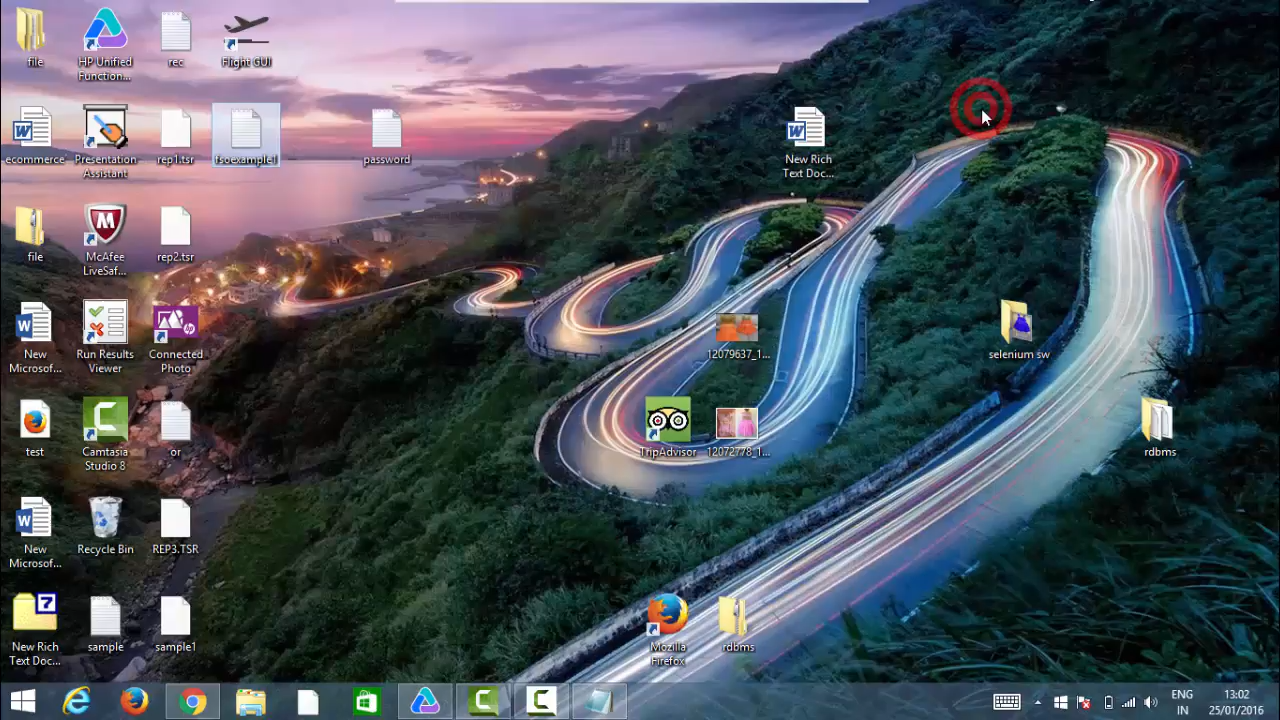 file
HP Unified
Function...
rec
Flight GUI
ecommerce
Presentation
Assistant
rep1.tsr
fsoexample1
password
New Rich
Text Doc...
file
McAfee
LiveSaf...
rep2.tsr
New
Microsof...
Run Results
Viewer
Connected
Photo
12079637_1...
selenium sw
test
Camtasia
Studio 8
or
TripAdvisor
12072778_1...
rdbms
New
Microsof...
Recycle Bin
REP3.TSR
New Rich
Text Doc...
sample
sample1
Mozilla
Firefox
rdbms
ENG
IN
13:02
25/01/2016